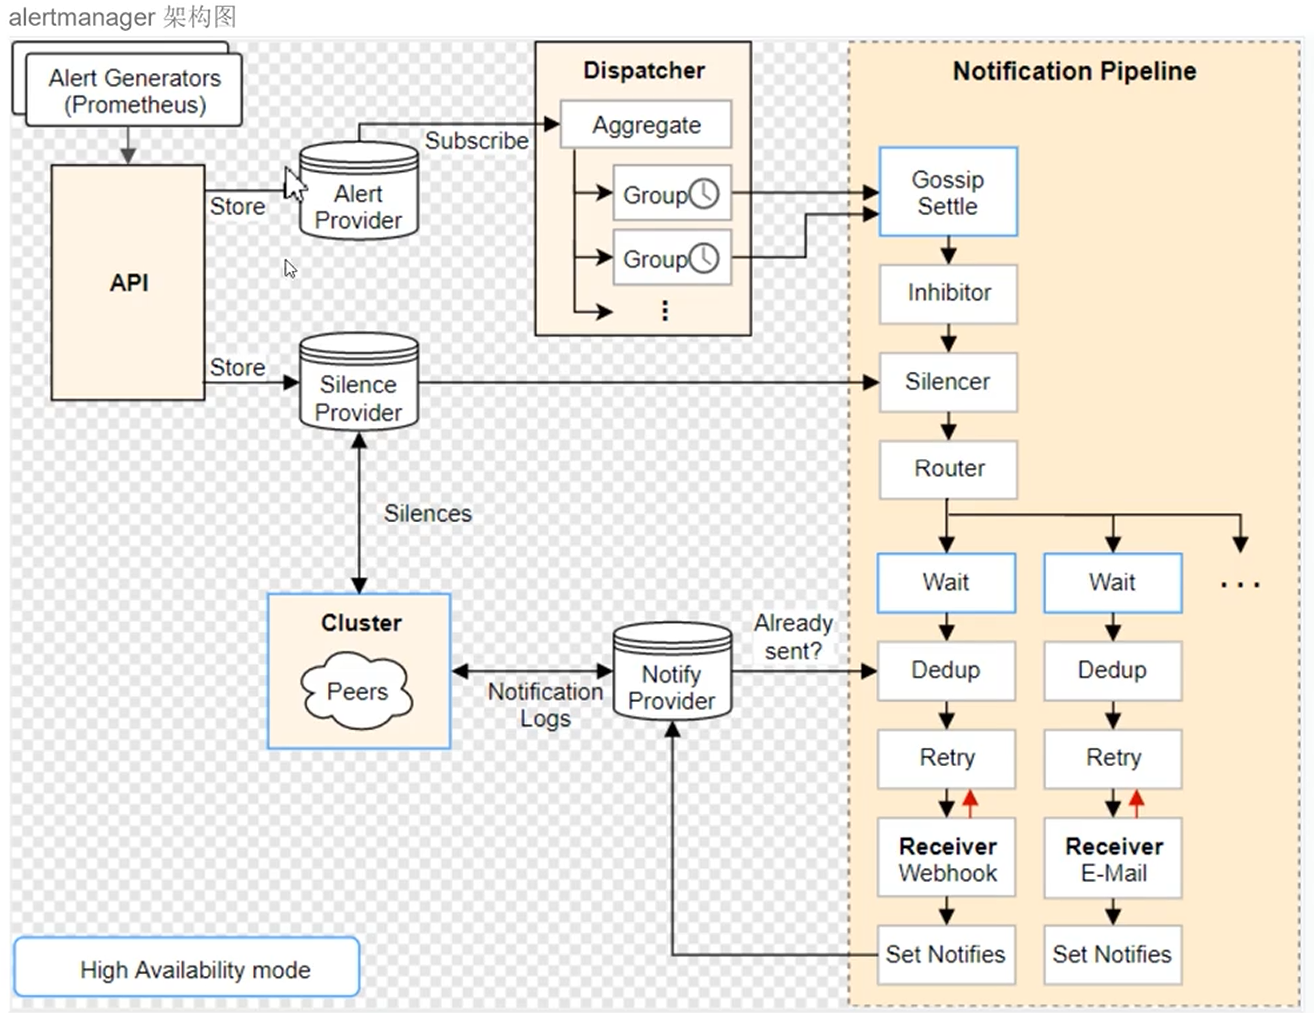 alertmanager 架构图
Alert Generators
(Prometheus)
API
Store
Alert
Provider
Subscribe
Dispatcher
Aggregate
Group
Group
Store
Silence
Provider
Silences
Cluster
Peers
Notification
Logs
Notify
Provider
Already
sent?
Notification Pipeline
Gossip
Settle
Inhibitor
Silencer
Router
Wait
Wait
...
Dedup
Dedup
Retry
Retry
Receiver
Webhook
Receiver
E-Mail
Set Notifies
Set Notifies
High Availability mode